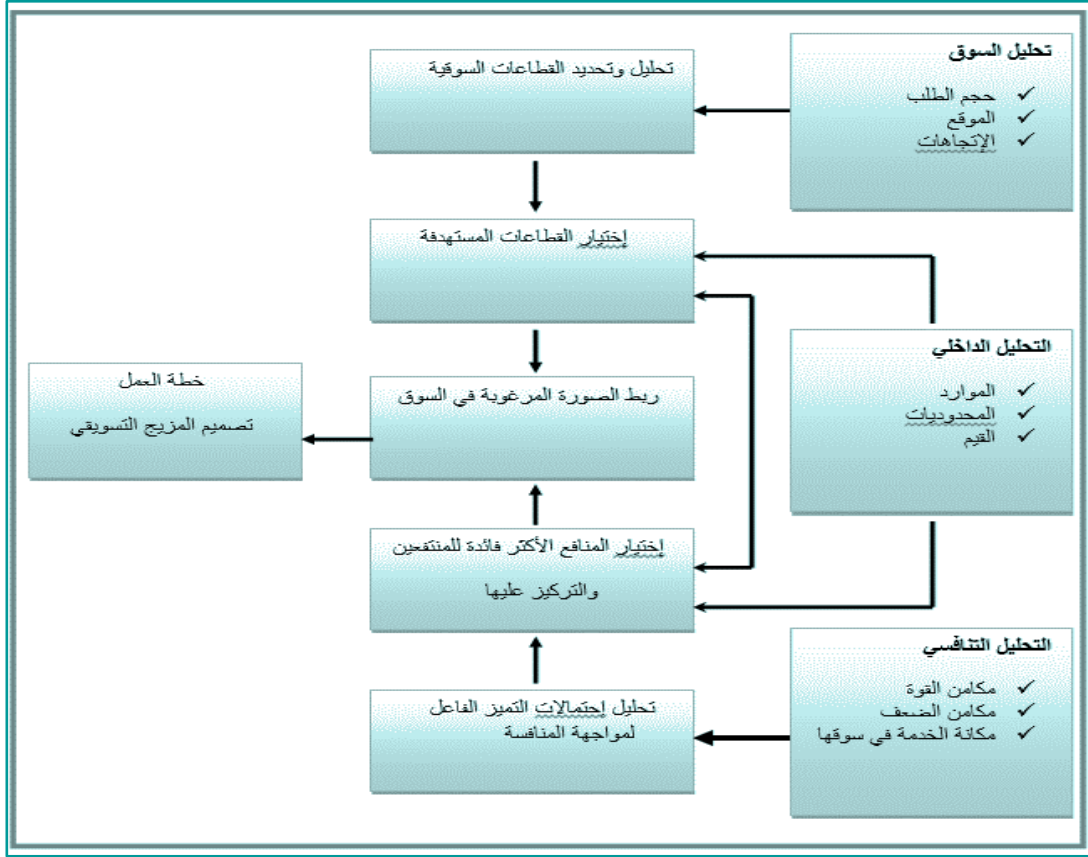 تحليل السوق
✓ حجم الطلب
✓ الموقع
✓ الإتجاهات
تحليل وتحديد القطاعات السوقية
إختيار القطاعات المستهدفة
التحليل الداخلي
✓ الموارد
✓ المحدوديات
✓ القيم
ربط الصورة المرغوبة في السوق
خطة العمل
تصميم المزيج التسويقي
إختيار المنافع الأكثر فائدة للمنتفعين
والتركيز عليها
التحليل التنافسي
✓ مكامن القوة
✓ مكامن الضعف
✓ مكانة الخدمة في سوقها
تحليل إحتمالات التميز الفاعل
لمواجهة المنافسة